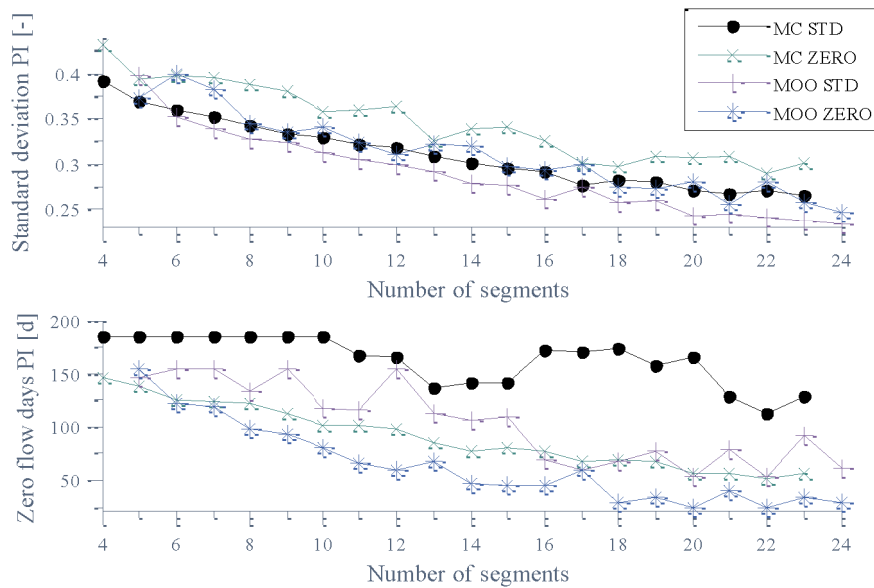 MC STD
MC ZERO
MOO STD
MOO ZERO
Standard deviation PI [-]
0.4
0.35
0.3
0.25
4 6 8 10 12 14 16 18 20 22 24
Number of segments
Zero flow days PI [d]
200
150
100
50
4 6 8 10 12 14 16 18 20 22 24
Number of segments